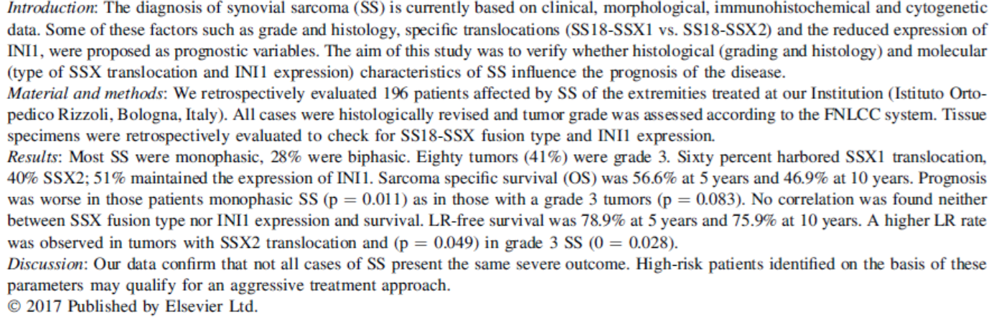 Introduction: The diagnosis of synovial sarcoma (SS) is currently based on clinical, morphological, immunohistochemical and cytogenetic
data. Some of these factors such as grade and histology, specific translocations (SS18-SSX1 vs. SS18-SSX2) and the reduced expression of
INI1, were proposed as prognostic variables. The aim of this study was to verify whether histological (grading and histology) and molecular
(type of SSX translocation and INI1 expression) characteristics of SS influence the prognosis of the disease.
Material and methods: We retrospectively evaluated 196 patients affected by SS of the extremities treated at our Institution (Istituto Orto-
pedico Rizzoli, Bologna, Italy). All cases were histologically revised and tumor grade was assessed according to the FNLCC system. Tissue
specimens were retrospectively evaluated to check for SS18-SSX fusion type and INI1 expression.
Results: Most SS were monophasic, 28% were biphasic. Eighty tumors (41%) were grade 3. Sixty percent harbored SSX1 translocation,
40% SSX2; 51% maintained the expression of INI1. Sarcoma specific survival (OS) was 56.6% at 5 years and 46.9% at 10 years. Prognosis
was worse in those patients monophasic SS (p = 0.011) as in those with a grade 3 tumors (p = 0.083). No correlation was found neither
between SSX fusion type nor INI1 expression and survival. LR-free survival was 78.9% at 5 years and 75.9% at 10 years. A higher LR rate
was observed in tumors with SSX2 translocation and (p = 0.049) in grade 3 SS (0 = 0.028).
Discussion: Our data confirm that not all cases of SS present the same severe outcome. High-risk patients identified on the basis of these
parameters may qualify for an aggressive treatment approach.
© 2017 Published by Elsevier Ltd.